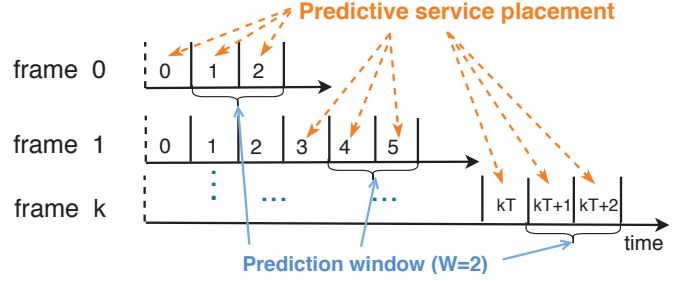 Predictive service placement
frame 0
0 1 2
frame 1
0 1 2 3 4 5
... ... ...
frame k
kT kT+1 kT+2
time
Prediction window (W=2)